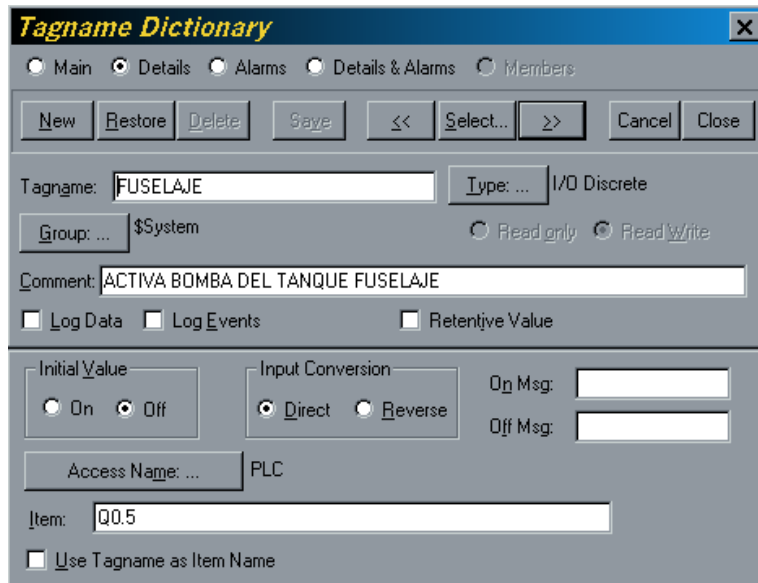 Tagname Dictionary
Main Details Alarms Details & Alarms Members
New Restore Delete Save << Select... >> Cancel Close
Tagname: FUSELAJE Type: ... I/O Discrete
Group: ... $System Read only Read Write
Comment: ACTIVA BOMBA DEL TANQUE FUSELAJE
Log Data Log Events Retentive Value
Initial Value Input Conversion On Msg:
On Off Direct Reverse Off Msg:
Access Name: ... PLC
Item: Q0.5
Use Tagname as Item Name